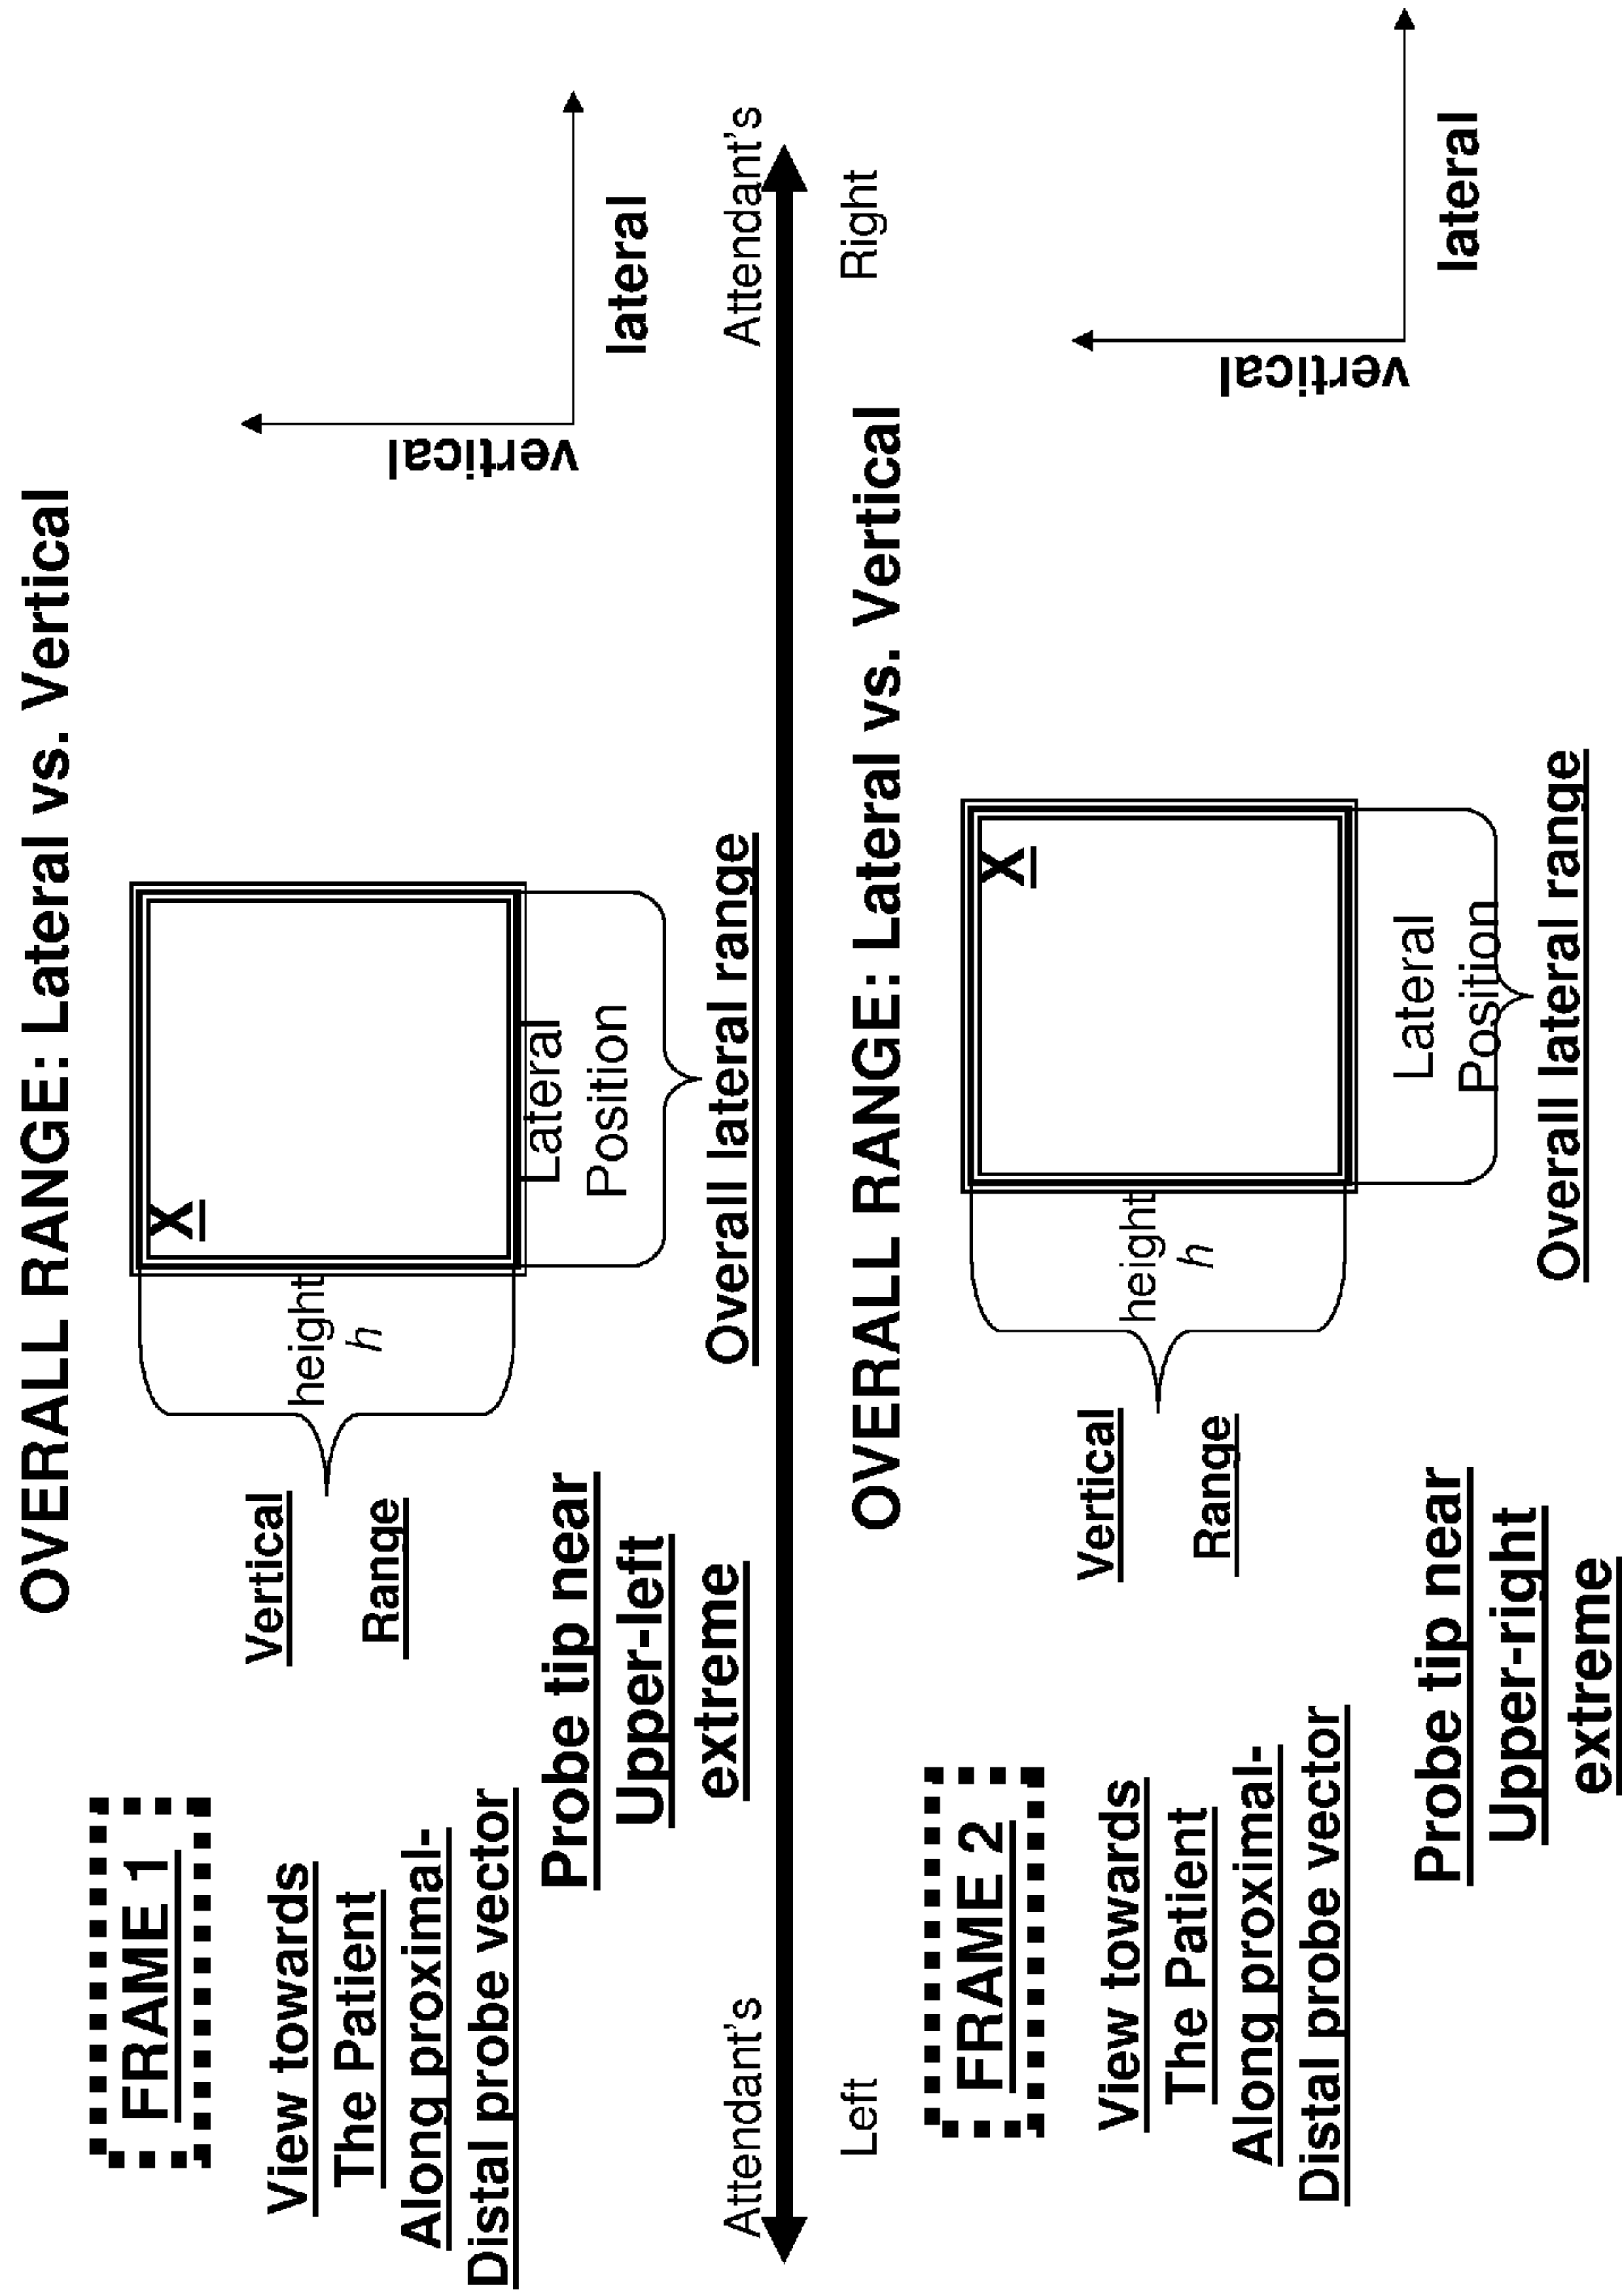 OVERALL RANGE: Lateral vs. Vertical
FRAME 1
View towards
The Patient
Along proximal-
Distal probe vector
Vertical
Range
height
h
X
vertical
lateral
Lateral
Position
Overall lateral range
Probe tip near
Upper-left
extreme
Attendant's
Left
Attendant's
Right
OVERALL RANGE: Lateral vs. Vertical
FRAME 2
View towards
The Patient
Along proximal-
Distal probe vector
Vertical
Range
height
h
X
vertical
lateral
Lateral
Position
Overall lateral range
Probe tip near
Upper-right
extreme